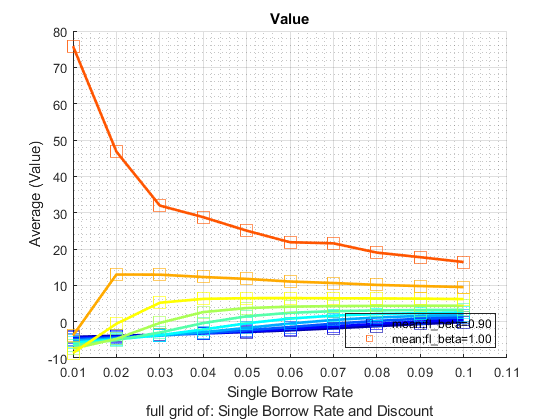 Value
80
70
60
50
40
30
20
10
0
-10
Average (Value)
mean;fl_beta=0.90
mean;fl_beta=1.00
0.01 0.02 0.03 0.04 0.05 0.06 0.07 0.08 0.09 0.1 0.11
Single Borrow Rate
full grid of: Single Borrow Rate and Discount